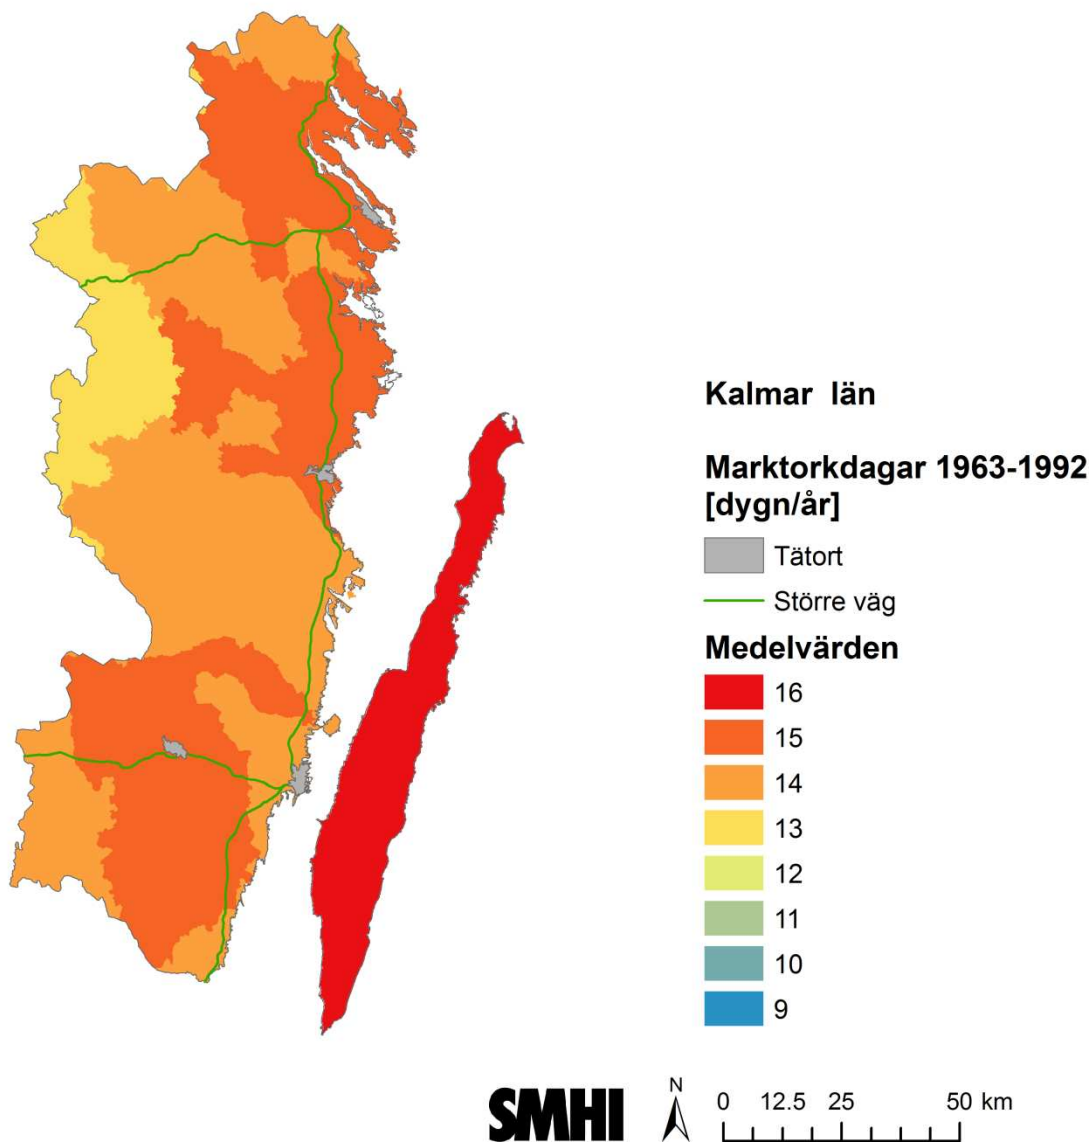 Kalmar län
Marktorkdagar 1963-1992
[dygn/år]
Tätort
Större väg
Medelvärden
16
15
14
13
12
11
10
9
SMHI
N
0 12.5 25 50 km